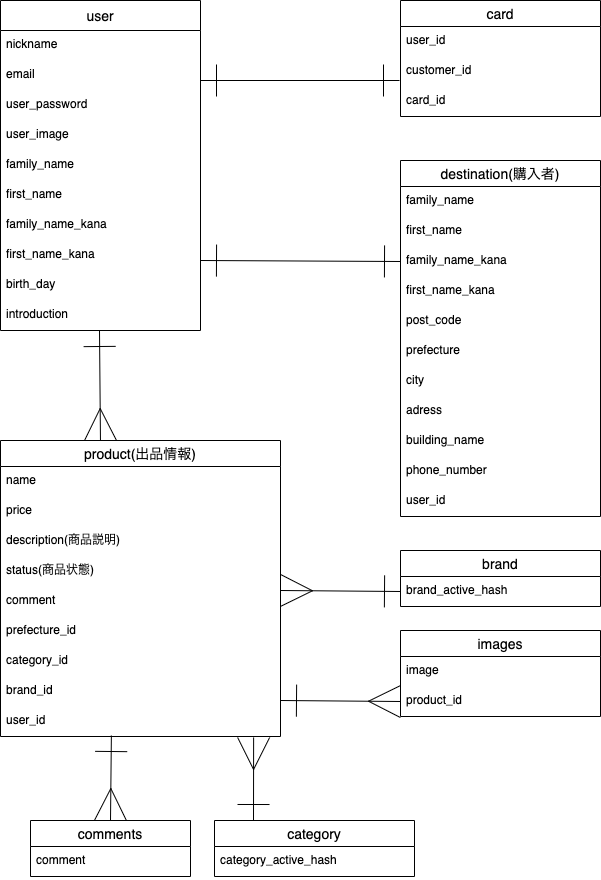 user
nickname
email
user_password
user_image
family_name
first_name
family_name_kana
first_name_kana
birth_day
introduction
card
user_id
customer_id
card_id
destination(購入者)
family_name
first_name
family_name_kana
first_name_kana
post_code
prefecture
city
adress
building_name
phone_number
user_id
product(出品情報)
name
price
description(商品説明)
status(商品状態)
comment
prefecture_id
category_id
brand_id
user_id
brand
brand_active_hash
images
image
product_id
comments
comment
category
category_active_hash